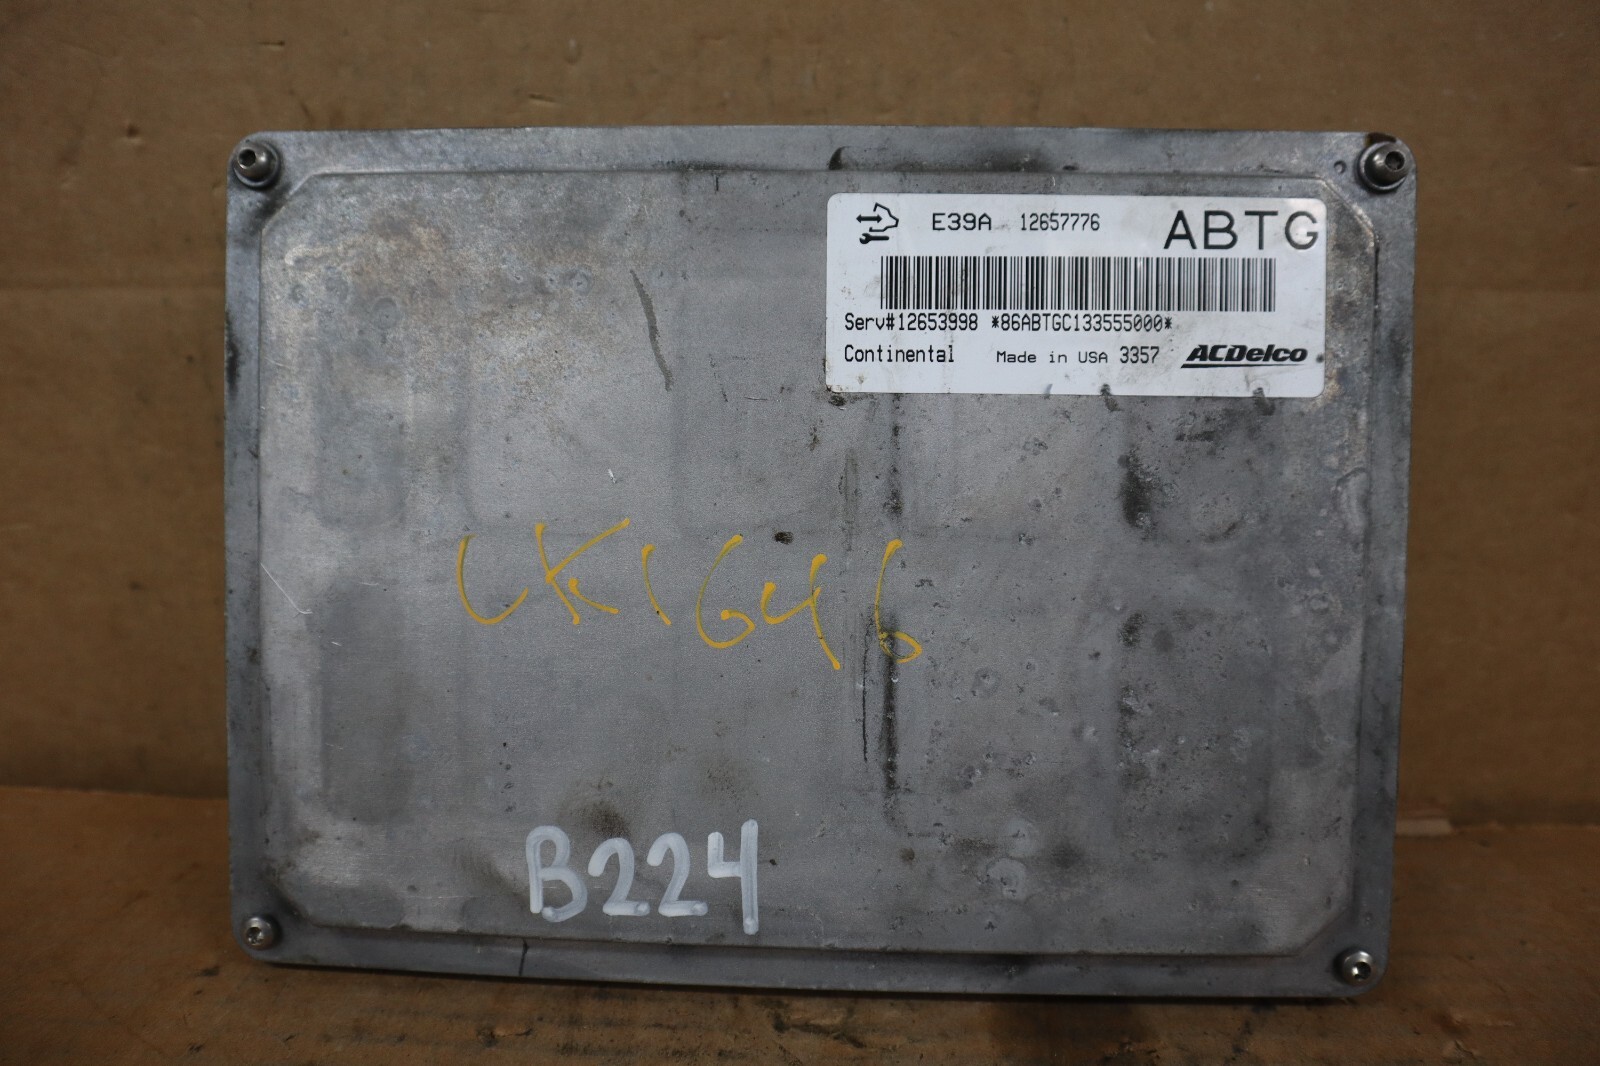 E39A 12657776 ABTG
Serv#12653998 *86ABTGC133555000*
Continental Made in USA 3357 ACDelco
LK1646
B224